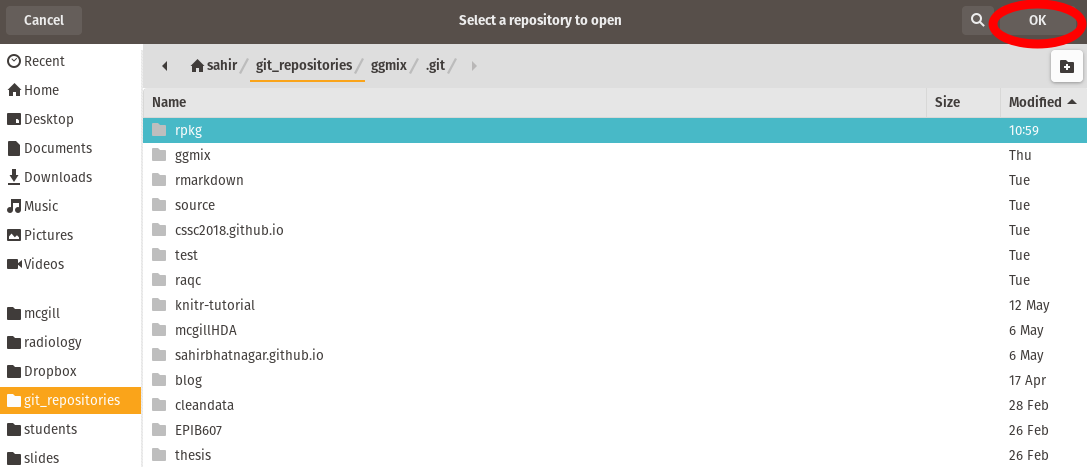 Cancel Select a repository to open OK
Recent
Home
Desktop
Documents
Downloads
Music
Pictures
Videos
mcgill
radiology
Dropbox
git_repositories
students
slides
sahir / git_repositories / ggmix / .git /
Name Size Modified
rpkg 10:59
ggmix Thu
rmarkdown Tue
source Tue
cssc2018.github.io Tue
test Tue
raqc Tue
knitr-tutorial 12 May
mcgillHDA 6 May
sahirbhatnagar.github.io 6 May
blog 17 Apr
cleandata 28 Feb
EPIB607 26 Feb
thesis 26 Feb